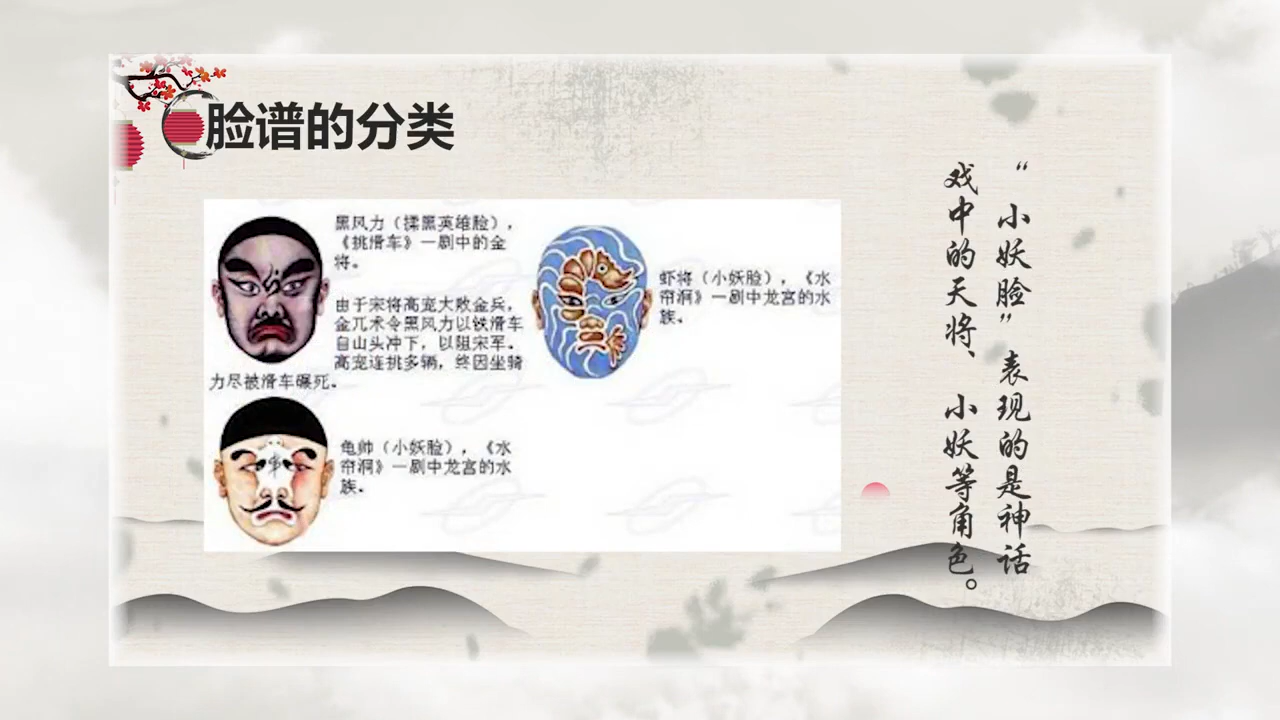 脸谱的分类
黑风力（揉黑英雄脸），
《挑滑车》一剧中的金
将。
由于宋将高宠大败金兵，
金兀术令黑风力以铁滑车
自山头冲下，以阻宋军。
高宠连挑多辆，终因坐骑
力尽被滑车碾死。
虾将（小妖脸），《水
帘洞》一剧中龙宫的水
族。
龟帅（小妖脸），《水
帘洞》一剧中龙宫的水
族。
“小妖脸”表现的是神话
戏中的天将、小妖等角色。